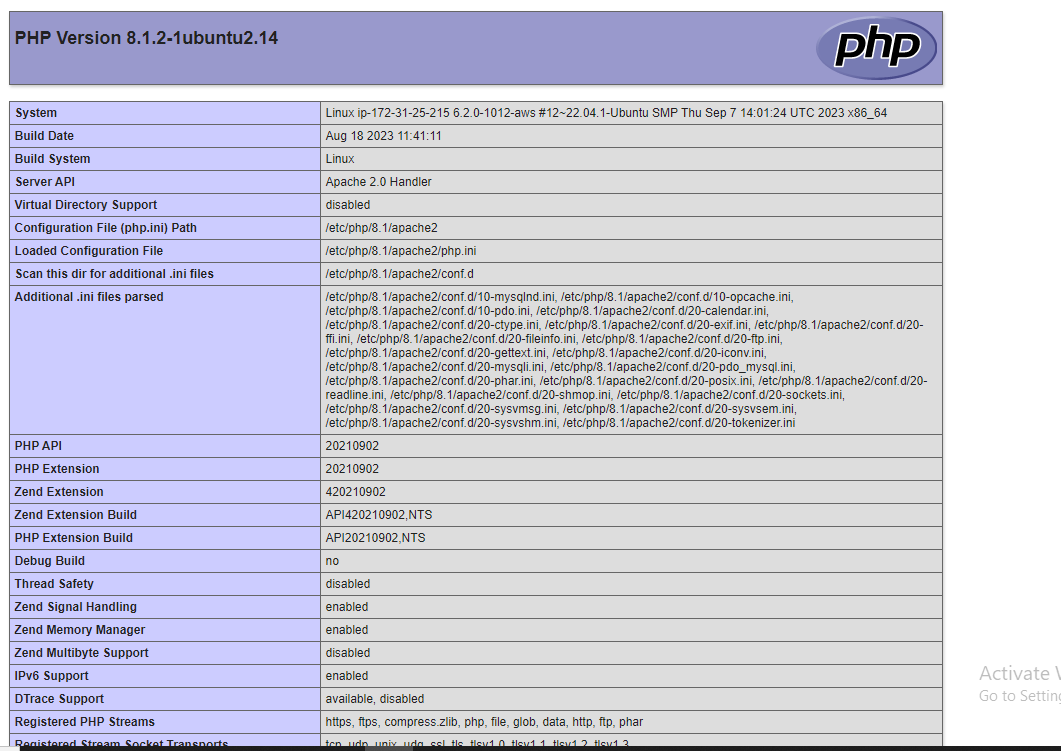 PHP Version 8.1.2-1ubuntu2.14
php
System Linux ip-172-31-25-215 6.2.0-1012-aws #12~22.04.1-Ubuntu SMP Thu Sep 7 14:01:24 UTC 2023 x86_64
Build Date Aug 18 2023 11:41:11
Build System Linux
Server API Apache 2.0 Handler
Virtual Directory Support disabled
Configuration File (php.ini) Path /etc/php/8.1/apache2
Loaded Configuration File /etc/php/8.1/apache2/php.ini
Scan this dir for additional .ini files /etc/php/8.1/apache2/conf.d
Additional .ini files parsed /etc/php/8.1/apache2/conf.d/10-mysqlnd.ini, /etc/php/8.1/apache2/conf.d/10-opcache.ini,
/etc/php/8.1/apache2/conf.d/10-pdo.ini, /etc/php/8.1/apache2/conf.d/20-calendar.ini,
/etc/php/8.1/apache2/conf.d/20-ctype.ini, /etc/php/8.1/apache2/conf.d/20-exif.ini, /etc/php/8.1/apache2/conf.d/20-
ffi.ini, /etc/php/8.1/apache2/conf.d/20-fileinfo.ini, /etc/php/8.1/apache2/conf.d/20-ftp.ini,
/etc/php/8.1/apache2/conf.d/20-gettext.ini, /etc/php/8.1/apache2/conf.d/20-iconv.ini,
/etc/php/8.1/apache2/conf.d/20-mysqli.ini, /etc/php/8.1/apache2/conf.d/20-pdo_mysql.ini,
/etc/php/8.1/apache2/conf.d/20-phar.ini, /etc/php/8.1/apache2/conf.d/20-posix.ini, /etc/php/8.1/apache2/conf.d/20-
readline.ini, /etc/php/8.1/apache2/conf.d/20-shmop.ini, /etc/php/8.1/apache2/conf.d/20-sockets.ini,
/etc/php/8.1/apache2/conf.d/20-sysvmsg.ini, /etc/php/8.1/apache2/conf.d/20-sysvsem.ini,
/etc/php/8.1/apache2/conf.d/20-sysvshm.ini, /etc/php/8.1/apache2/conf.d/20-tokenizer.ini
PHP API 20210902
PHP Extension 20210902
Zend Extension 420210902
Zend Extension Build API420210902,NTS
PHP Extension Build API20210902,NTS
Debug Build no
Thread Safety disabled
Zend Signal Handling enabled
Zend Memory Manager enabled
Zend Multibyte Support disabled
IPv6 Support enabled
DTrace Support available, disabled
Registered PHP Streams https, ftps, compress.zlib, php, file, glob, data, http, ftp, phar
Registered Stream Socket Transports tcp, udp, unix, udg, ssl, tls, tlsv1.0, tlsv1.1, tlsv1.2, tlsv1.3
Activate
Go to